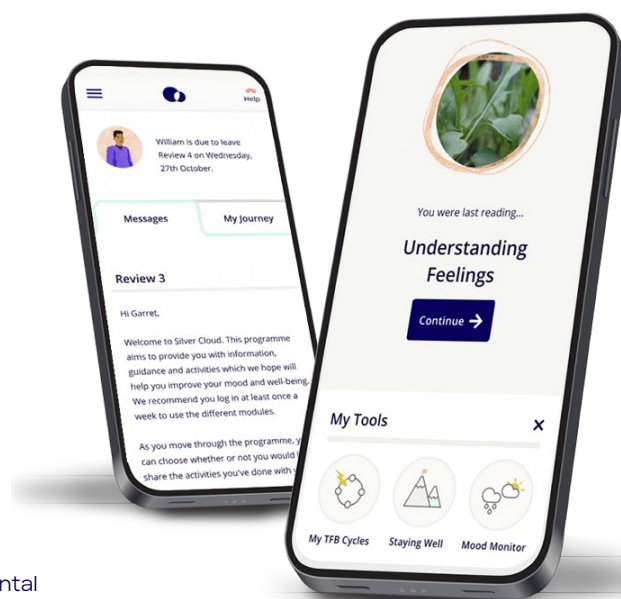 Help
William is due to leave
Review 4 on Wednesday,
27th October.
Messages
My Journey
Review 3
Hi Garret,
Welcome to Silver Cloud. This programme
aims to provide you with information,
guidance and activities which we hope will
help you improve your mood and well-being.
We recommend you log in at least once a
week to use the different modules.
As you move through the programme,
can choose whether or not you would
share the activities you've done with
You were last reading...
Understanding
Feelings
Continue →
My Tools
x
My TFB Cycles
Staying Well
Mood Monitor
ntal